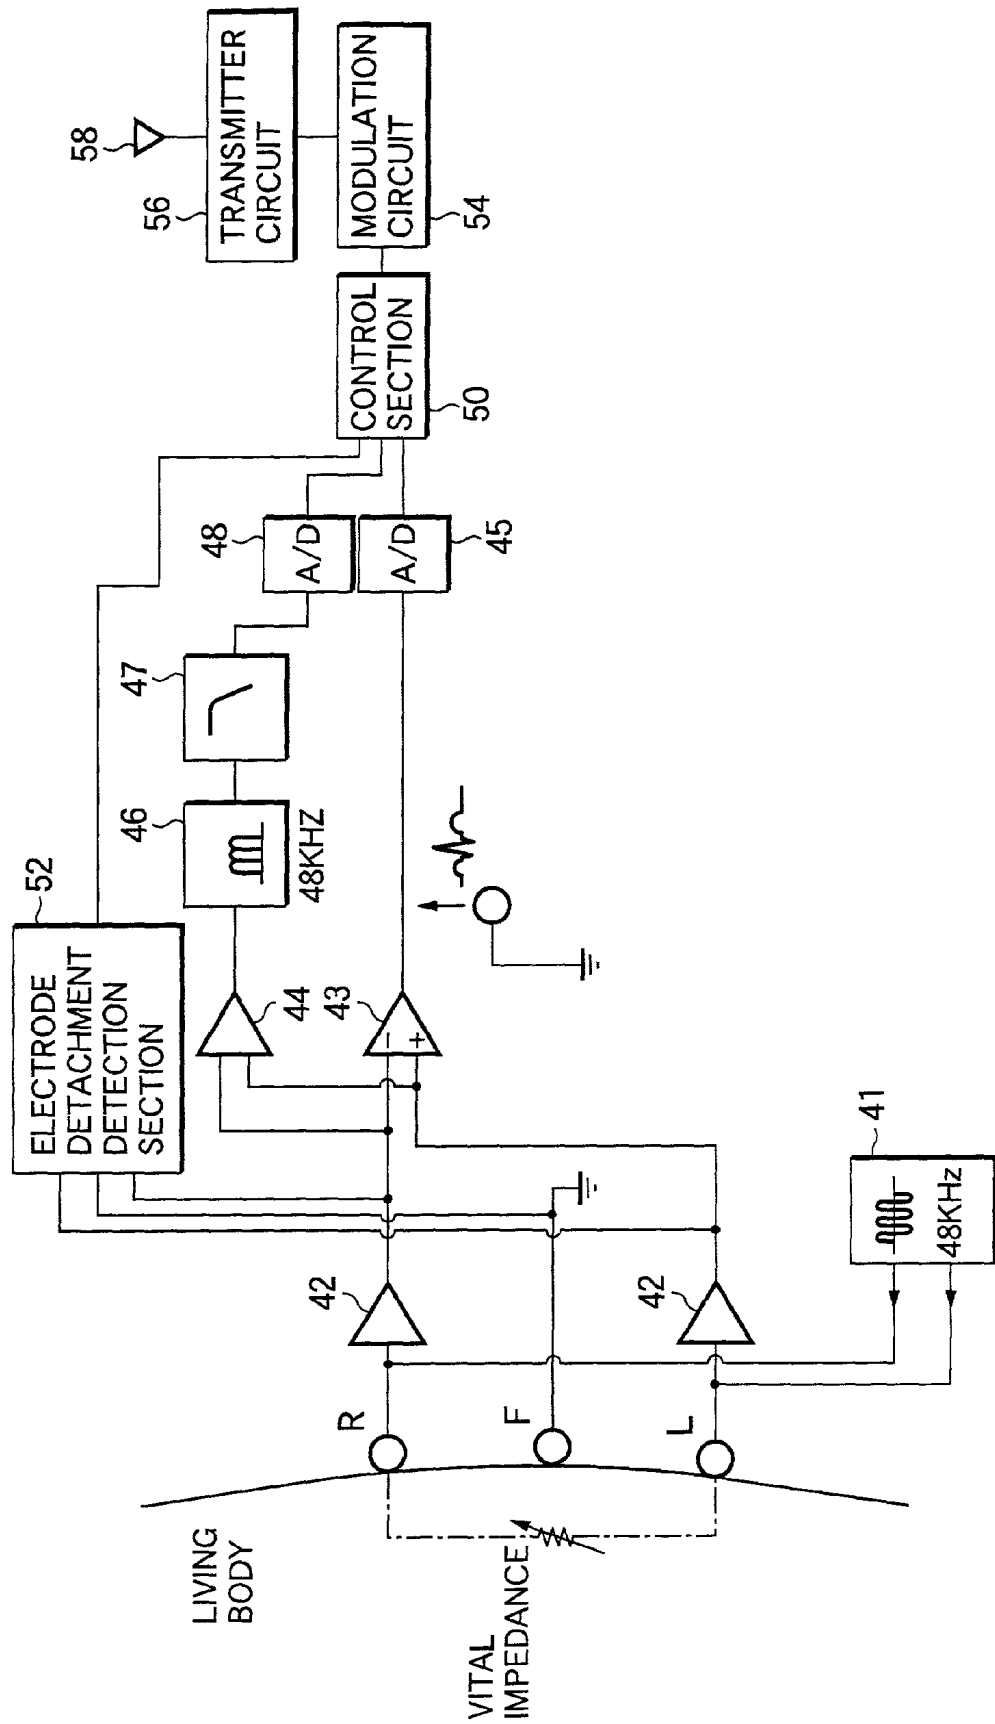 LIVING
BODY
VITAL
IMPEDANCE
R
F
L
42
42
41
48KHz
ELECTRODE
DETACHMENT
DETECTION
SECTION
52
44
43
−
+
46
48KHZ
47
48
A/D
A/D
45
CONTROL
SECTION
50
MODULATION
CIRCUIT
54
TRANSMITTER
CIRCUIT
56
58